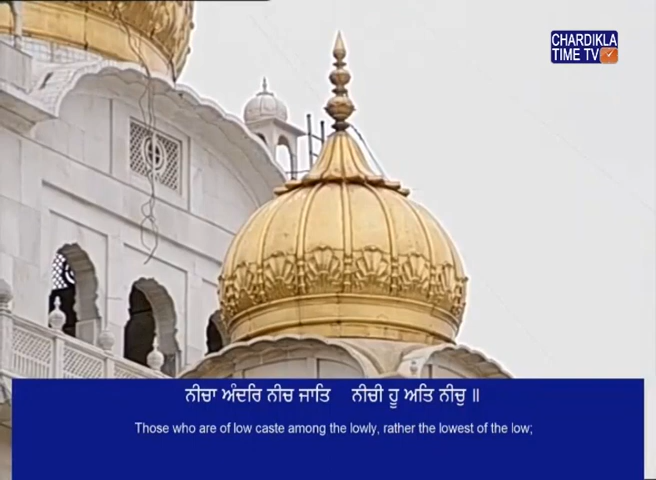 CHARDIKLA
TIME TV
ਨੀਚਾ ਅੰਦਰਿ ਨੀਚ ਜਾਤਿ ਨੀਚੀ ਹੂ ਅਤਿ ਨੀਚੁ ॥
Those who are of low caste among the lowly, rather the lowest of the low;